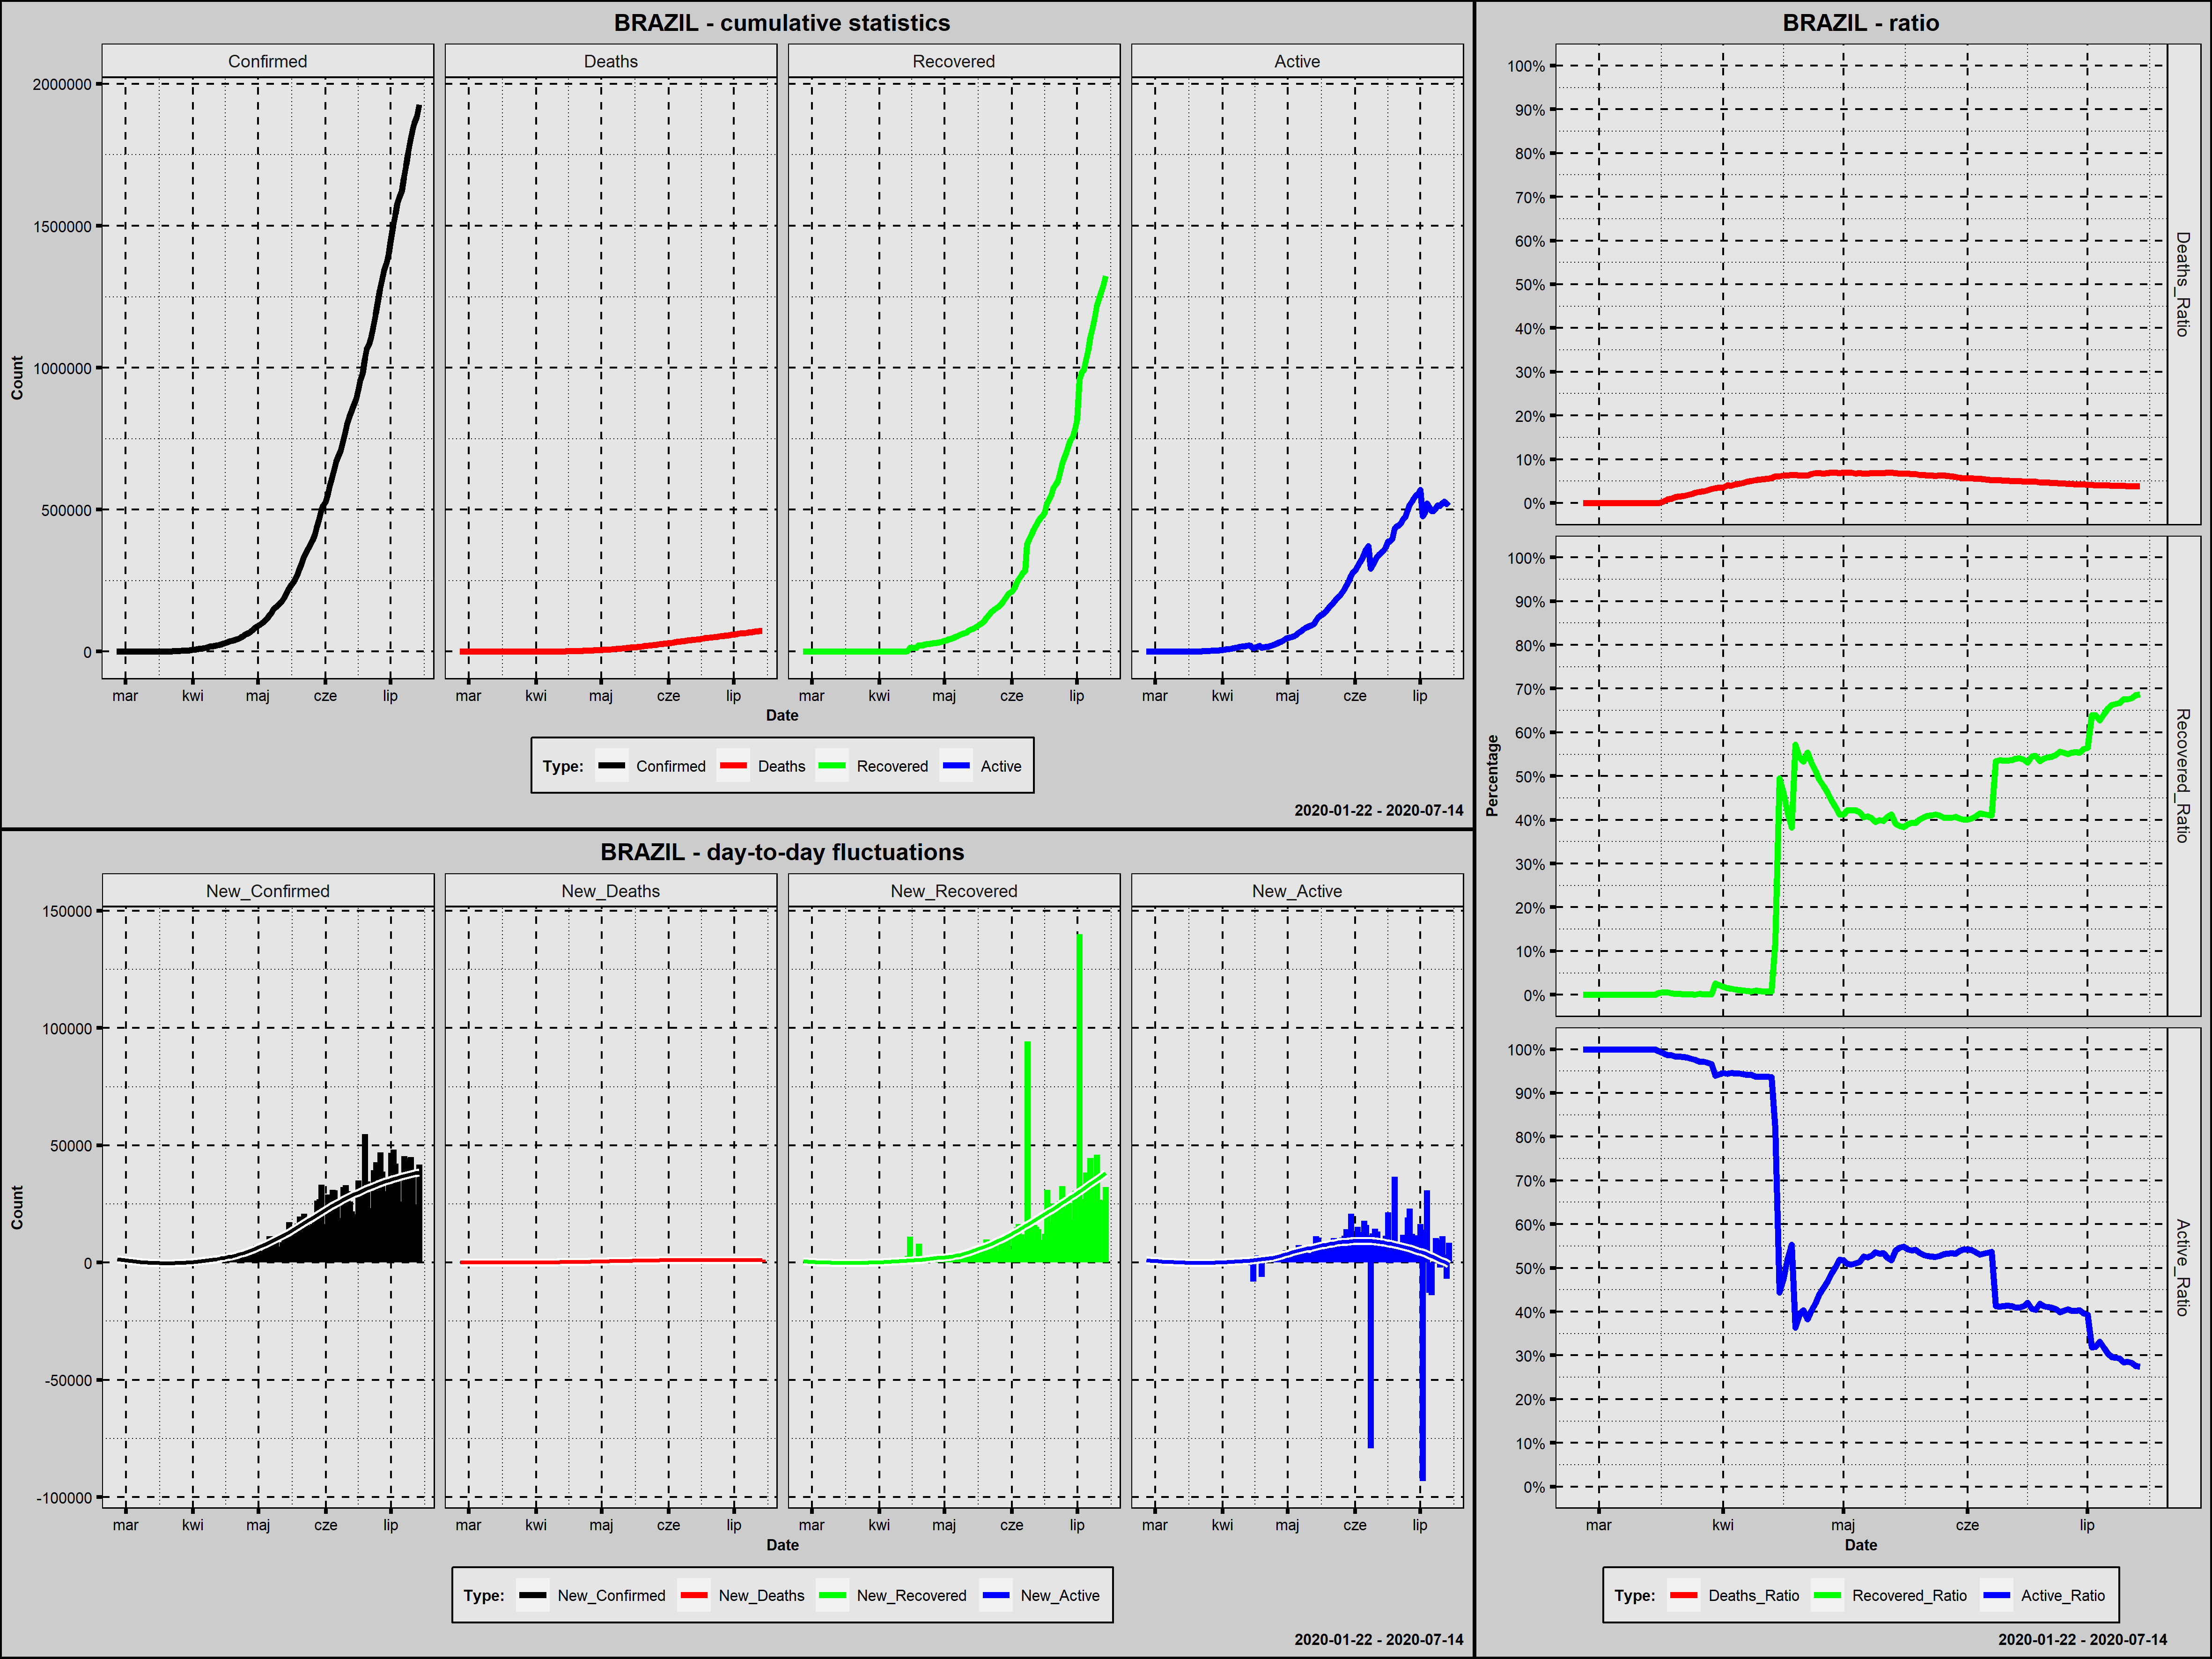 BRAZIL - cumulative statistics
Confirmed Deaths Recovered Active
Count
2000000
1500000
1000000
500000
0
mar kwi maj cze lip mar kwi maj cze lip mar kwi maj cze lip mar kwi maj cze lip
Date
Type: Confirmed Deaths Recovered Active
2020-01-22 - 2020-07-14
BRAZIL - day-to-day fluctuations
New_Confirmed New_Deaths New_Recovered New_Active
Count
150000
100000
50000
0
-50000
-100000
mar kwi maj cze lip mar kwi maj cze lip mar kwi maj cze lip mar kwi maj cze lip
Date
Type: New_Confirmed New_Deaths New_Recovered New_Active
2020-01-22 - 2020-07-14
BRAZIL - ratio
Percentage
100%
90%
80%
70%
60%
50%
40%
30%
20%
10%
0%
Deaths_Ratio
100%
90%
80%
70%
60%
50%
40%
30%
20%
10%
0%
Recovered_Ratio
100%
90%
80%
70%
60%
50%
40%
30%
20%
10%
0%
Active_Ratio
mar kwi maj cze lip
Date
Type: Deaths_Ratio Recovered_Ratio Active_Ratio
2020-01-22 - 2020-07-14